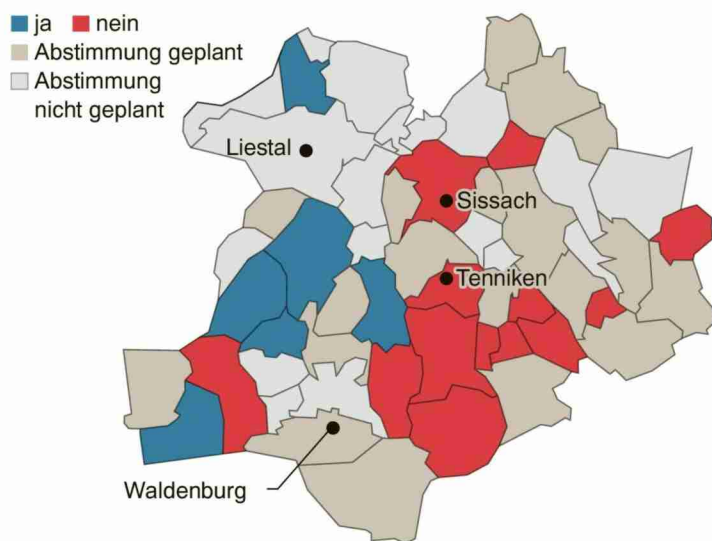 ja nein
Abstimmung geplant
Abstimmung
nicht geplant
Liestal
Sissach
Tenniken
Waldenburg